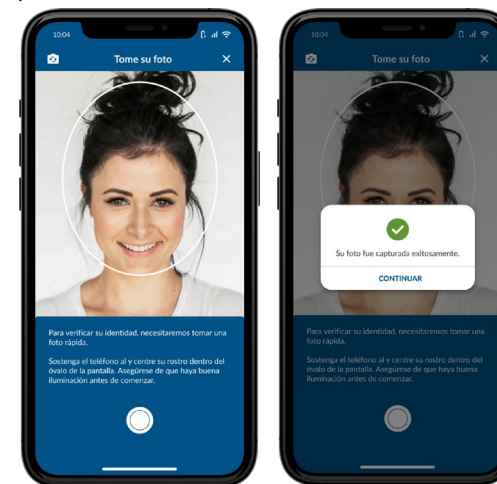 10:04
Tome su foto
Para verificar su identidad, necesitaremos tomar una
foto rápida.
Sostenga el teléfono al y centre su rostro dentro del
óvalo de la pantalla. Asegúrese de que haya buena
iluminación antes de comenzar.
10:04
Tome su foto
Su foto fue capturada exitosamente.
CONTINUAR
Para verificar su identidad, necesitaremos tomar una
foto rápida.
Sostenga el teléfono al y centre su rostro dentro del
óvalo de la pantalla. Asegúrese de que haya buena
iluminación antes de comenzar.